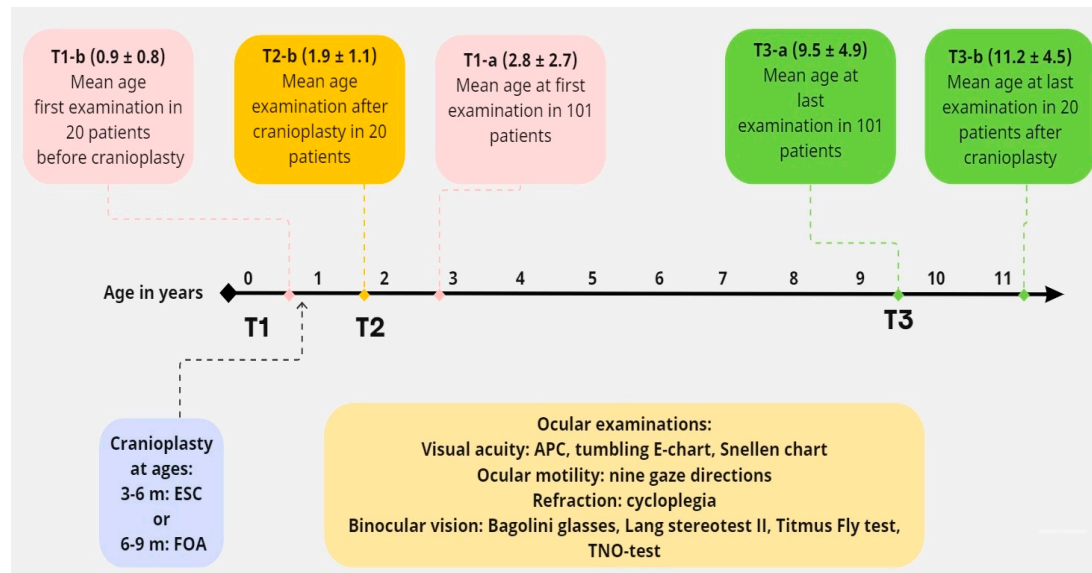 T1-b (0.9 ± 0.8)
Mean age
first examination in
20 patients
before cranioplasty
T2-b (1.9 ± 1.1)
Mean age
examination after
cranioplasty in 20
patients
T1-a (2.8 ± 2.7)
Mean age at first
examination in 101
patients
T3-a (9.5 ± 4.9)
Mean age at
last
examination in 101
patients
T3-b (11.2 ± 4.5)
Mean age at last
examination in 20
patients after
cranioplasty
0 1 2 3 4 5 6 7 8 9 10 11
Age in years
T1 T2 T3
Cranioplasty
at ages:
3-6 m: ESC
or
6-9 m: FOA
Ocular examinations:
Visual acuity: APC, tumbling E-chart, Snellen chart
Ocular motility: nine gaze directions
Refraction: cycloplegia
Binocular vision: Bagolini glasses, Lang stereotest II, Titmus Fly test,
TNO-test